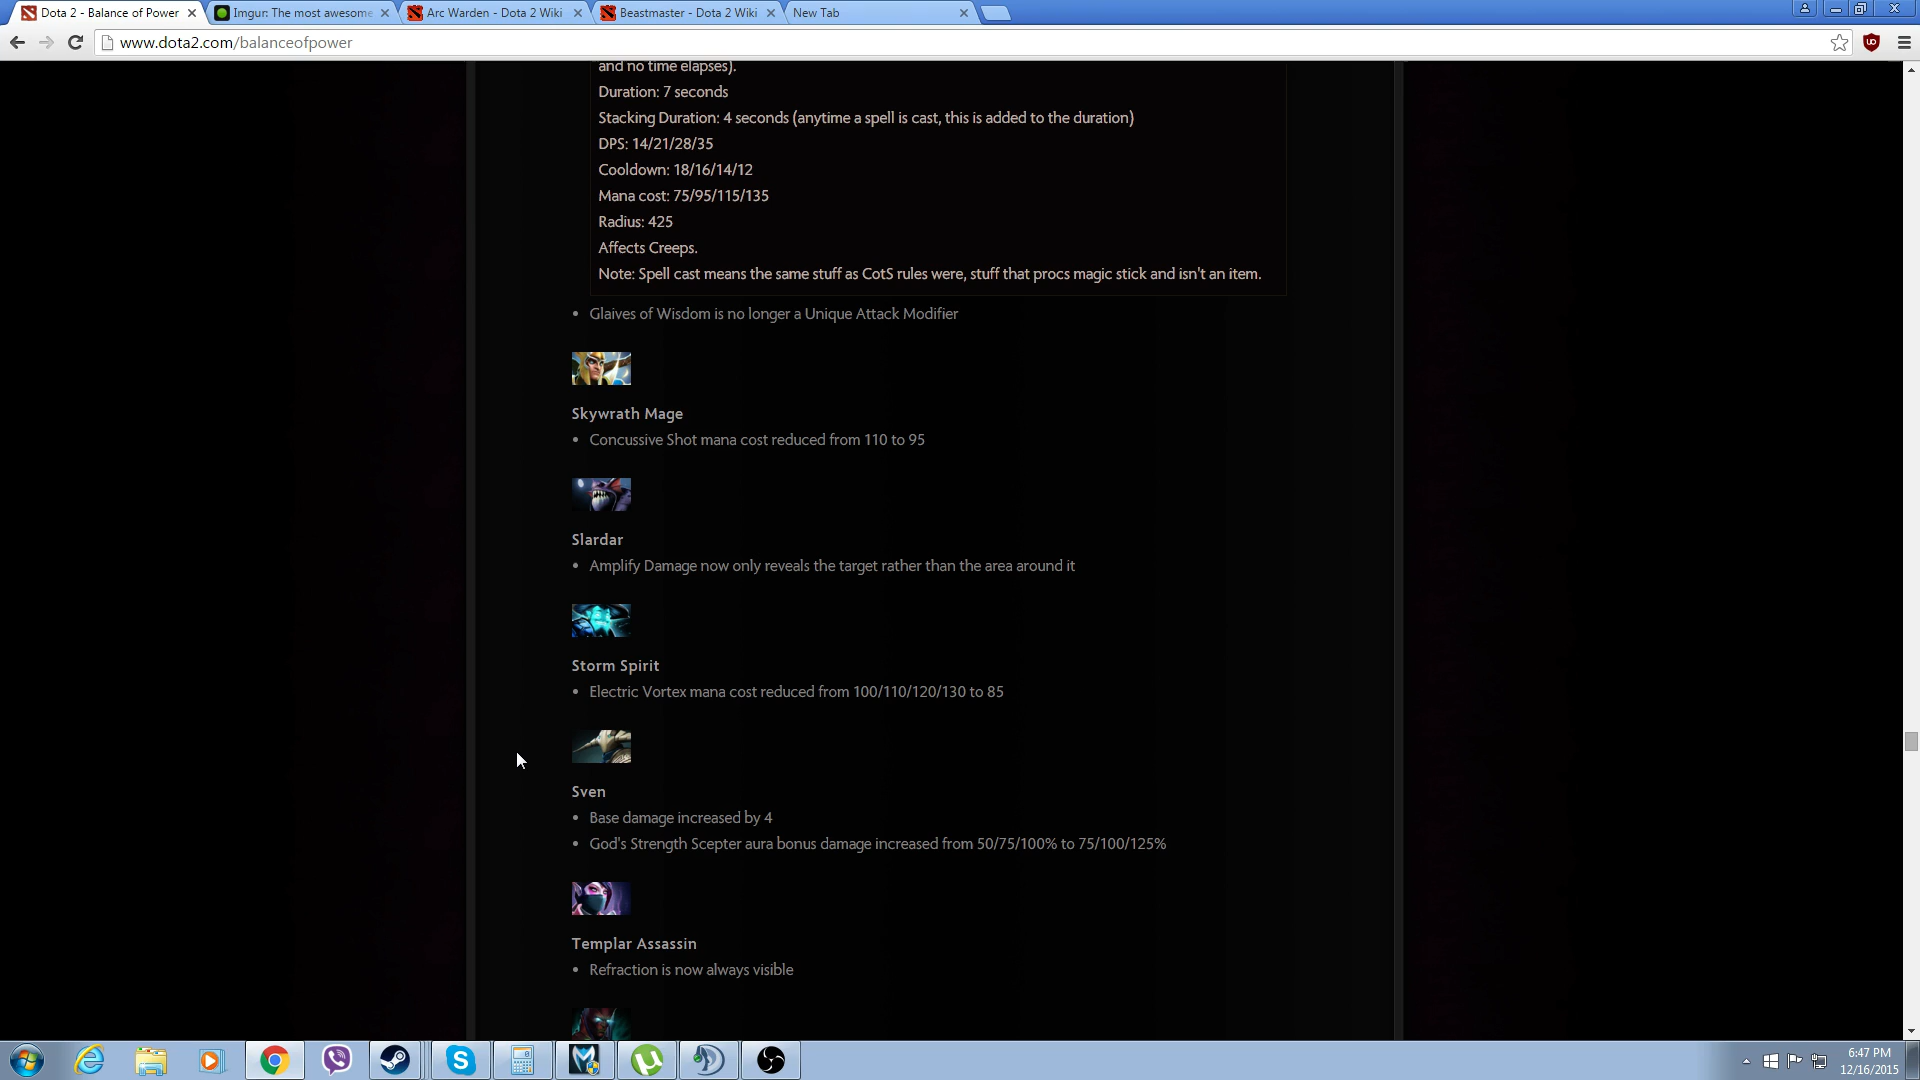 Dota 2 - Balance of Power
Imgur: The most awesome
Arc Warden - Dota 2 Wiki
Beastmaster - Dota 2 Wiki
New Tab
www.dota2.com/balanceofpower
and no time elapses).
Duration: 7 seconds
Stacking Duration: 4 seconds (anytime a spell is cast, this is added to the duration)
DPS: 14/21/28/35
Cooldown: 18/16/14/12
Mana cost: 75/95/115/135
Radius: 425
Affects Creeps.
Note: Spell cast means the same stuff as CotS rules were, stuff that procs magic stick and isn't an item.
• Glaives of Wisdom is no longer a Unique Attack Modifier
Skywrath Mage
• Concussive Shot mana cost reduced from 110 to 95
Slardar
• Amplify Damage now only reveals the target rather than the area around it
Storm Spirit
• Electric Vortex mana cost reduced from 100/110/120/130 to 85
Sven
• Base damage increased by 4
• God's Strength Scepter aura bonus damage increased from 50/75/100% to 75/100/125%
Templar Assassin
• Refraction is now always visible
6:47 PM
12/16/2015